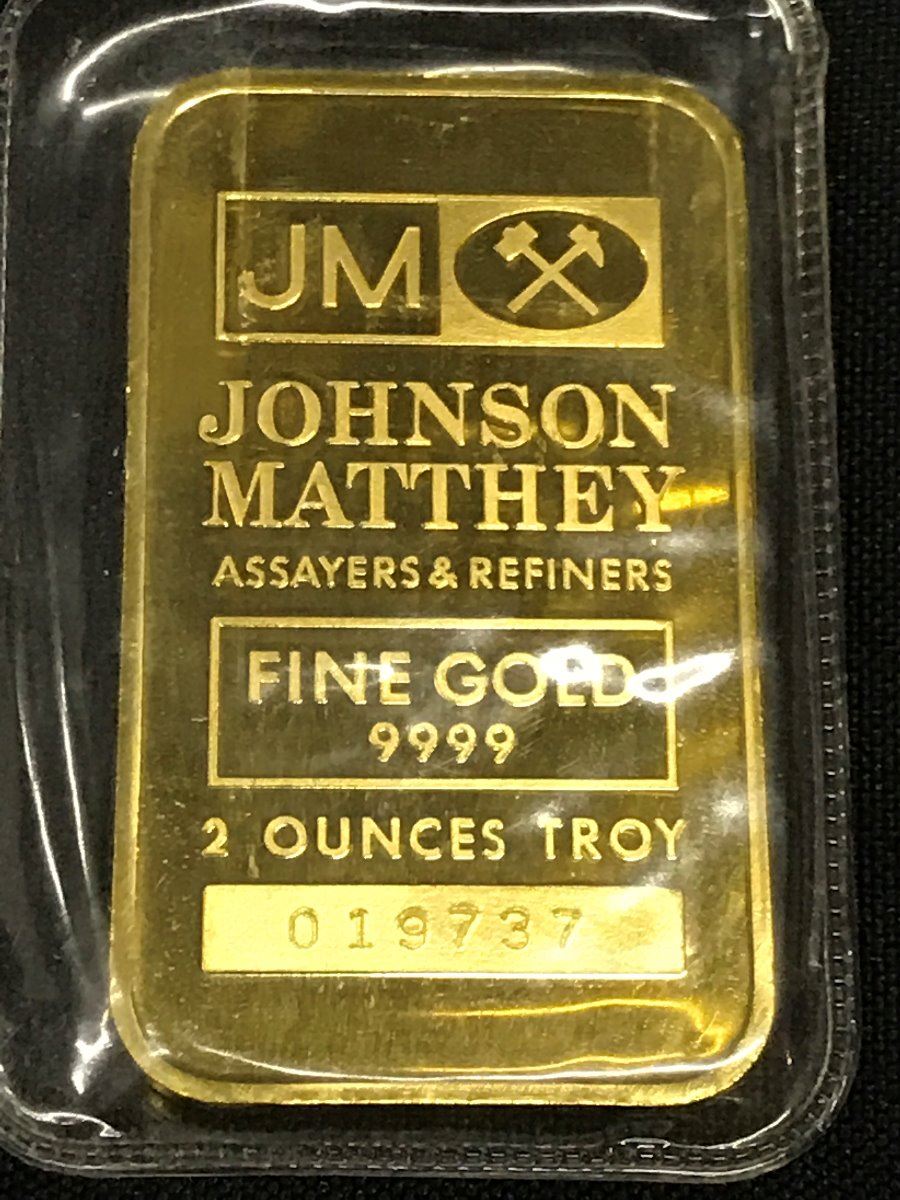 JM
JOHNSON
MATTHEY
ASSAYERS & REFINERS
FINE GOLD
9999
2 OUNCES TROY
019737